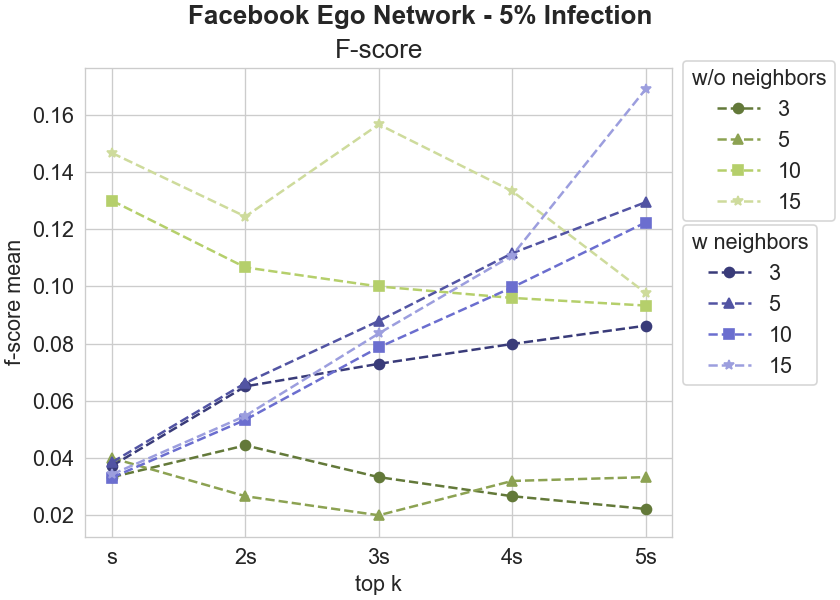 Facebook Ego Network - 5% Infection
F-score
f-score mean
0.16
0.14
0.12
0.10
0.08
0.06
0.04
0.02
s 2s 3s 4s 5s
top k
w/o neighbors
3
5
10
15
w neighbors
3
5
10
15